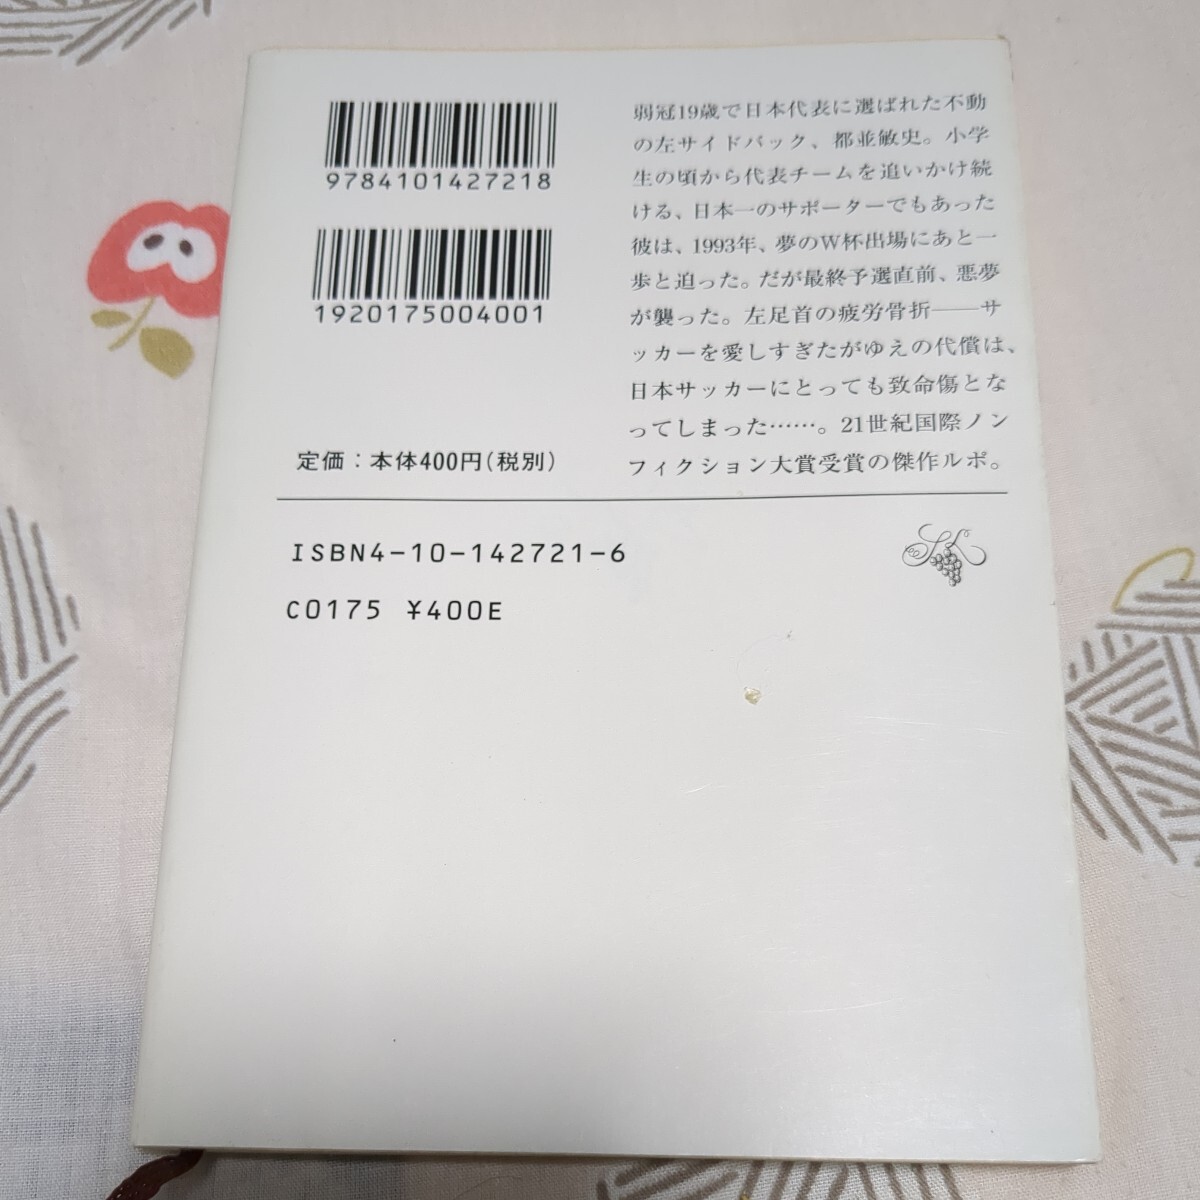 9784101427218
1920175004001
定価：本体400円(税別)
弱冠19歳で日本代表に選ばれた不動
の左サイドバック、都並敏史。小学
生の頃から代表チームを追いかけ続
ける、日本一のサポーターでもあった
彼は、1993年、夢のW杯出場にあと一
歩と迫った。だが最終予選直前、悪夢
が襲った。左足首の疲労骨折――サ
ッカーを愛しすぎたがゆえの代償は、
日本サッカーにとっても致命傷とな
ってしまった……。21世紀国際ノン
フィクション大賞受賞の傑作ルポ。
ISBN4-10-142721-6
C0175 ¥400E